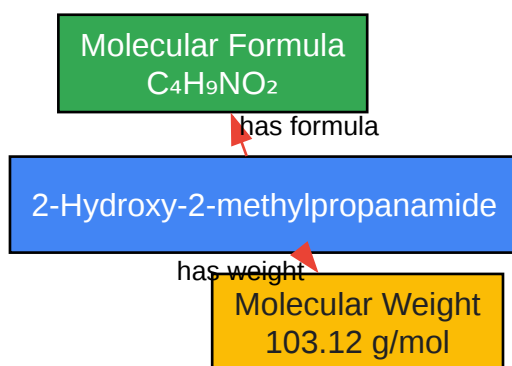 Molecular Formula
C₄H₉NO₂
has formula
2-Hydroxy-2-methylpropanamide
has weight
Molecular Weight
103.12 g/mol